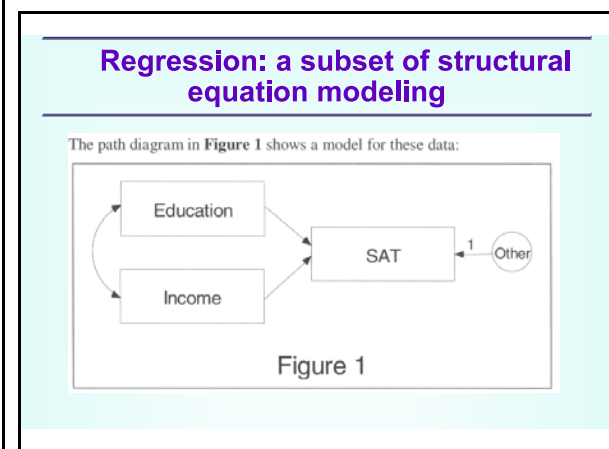 Regression: a subset of structural
equation modeling
The path diagram in Figure 1 shows a model for these data:
Education
SAT
1
Other
Income
Figure 1